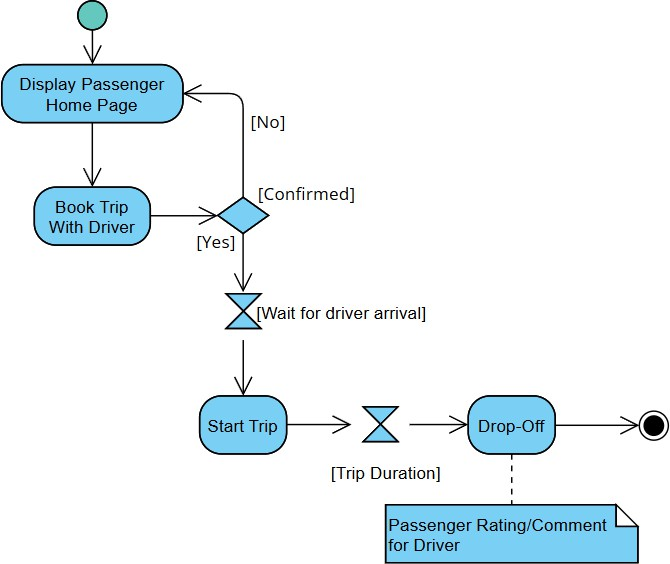 Display Passenger
Home Page
[No]
Book Trip
With Driver
[Confirmed]
[Yes]
[Wait for driver arrival]
Start Trip
[Trip Duration]
Drop-Off
Passenger Rating/Comment
for Driver